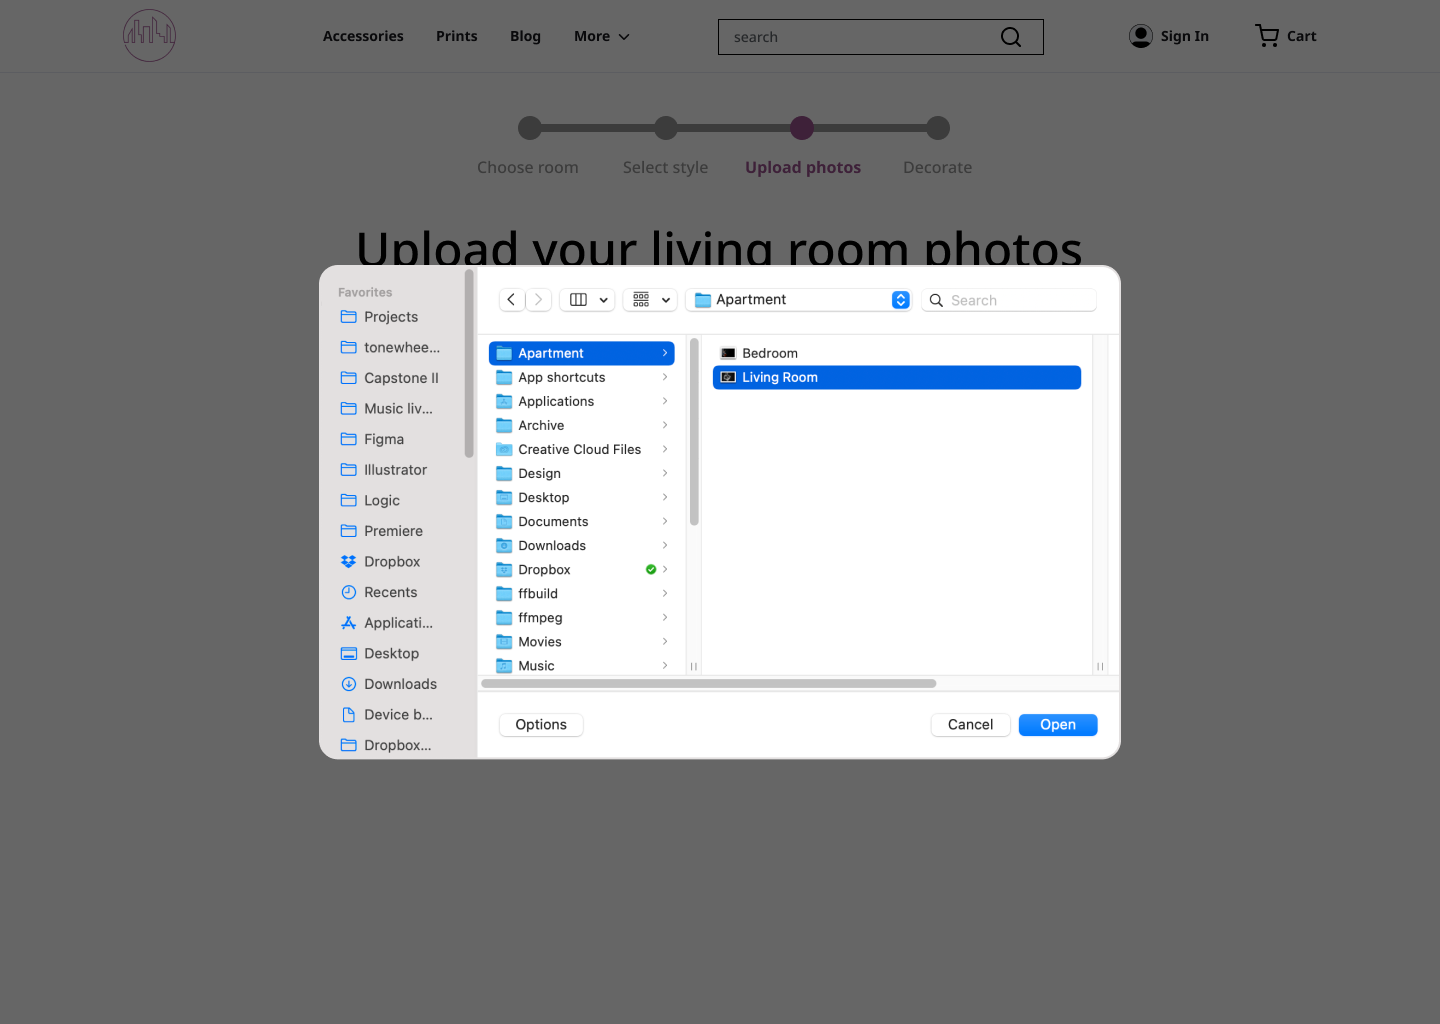 Accessories Prints Blog More search Sign In Cart
Choose room Select style Upload photos Decorate
Upload your living room photos
Favorites
Projects
tonewhee...
Capstone II
Music liv...
Figma
Illustrator
Logic
Premiere
Dropbox
Recents
Applicati...
Desktop
Downloads
Device b...
Dropbox...
Apartment Search
Apartment
App shortcuts
Applications
Archive
Creative Cloud Files
Design
Desktop
Documents
Downloads
Dropbox
ffbuild
ffmpeg
Movies
Music
Bedroom
Living Room
Options Cancel Open